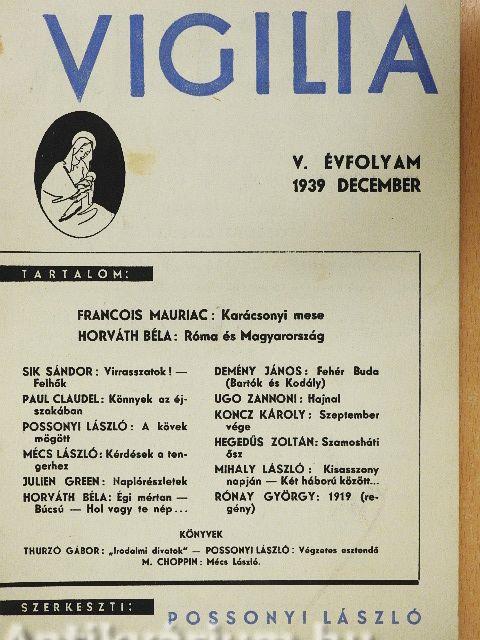 VIGILIA
V. ÉVFOLYAM
1939 DECEMBER
TARTALOM:
FRANCOIS MAURIAC: Karácsonyi mese
HORVÁTH BÉLA: Róma és Magyarország
SIK SÁNDOR: Virrasszatok! —
Felhők
PAUL CLAUDEL: Könnyek az éj-
szakában
POSSONYI LÁSZLÓ: A kövek
mögött
MÉCS LÁSZLÓ: Kérdések a ten-
gerhez
JULIEN GREEN: Naplórészletek
HORVÁTH BÉLA: Égi mértan —
Búcsú — Hol vagy te nép...
DEMÉNY JÁNOS: Fehér Buda
(Bartók és Kodály)
UGO ZANNONI: Hajnal
KONCZ KÁROLY: Szeptember
vége
HEGEDŰS ZOLTÁN: Szamosháti
ősz
MIHALY LÁSZLÓ: Kisasszony
napján — Két háború között...
RÓNAY GYÖRGY: 1919 (re-
gény)
KÖNYVEK
THURZÓ GÁBOR: „Irodalmi divatok" — POSSONYI LÁSZLÓ: Végzetes esztendő
M. CHOPPIN: Mécs László.
SZERKESZTI: POSSONYI LÁSZLÓ
Antikvarium.hu